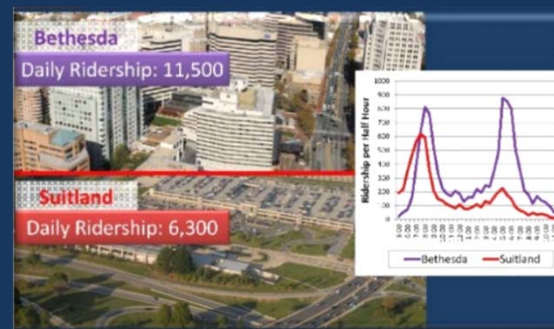 Bethesda
Daily Ridership: 11,500
Suitland
Daily Ridership: 6,300
Ridership per Half Hour
1000
900
800
700
600
500
400
300
200
100
0
Bethesda
Suitland